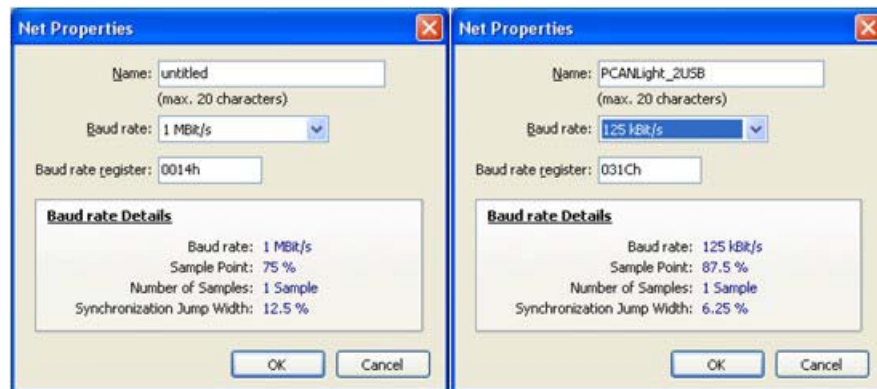 Net Properties
Name: untitled
(max. 20 characters)
Baud rate: 1 MBit/s
Baud rate register: 0014h
Baud rate Details
Baud rate: 1 MBit/s
Sample Point: 75 %
Number of Samples: 1 Sample
Synchronization Jump Width: 12.5 %
OK Cancel
Net Properties
Name: PCANLight_2USB
(max. 20 characters)
Baud rate: 125 kBit/s
Baud rate register: 031Ch
Baud rate Details
Baud rate: 125 kBit/s
Sample Point: 87.5 %
Number of Samples: 1 Sample
Synchronization Jump Width: 6.25 %
OK Cancel